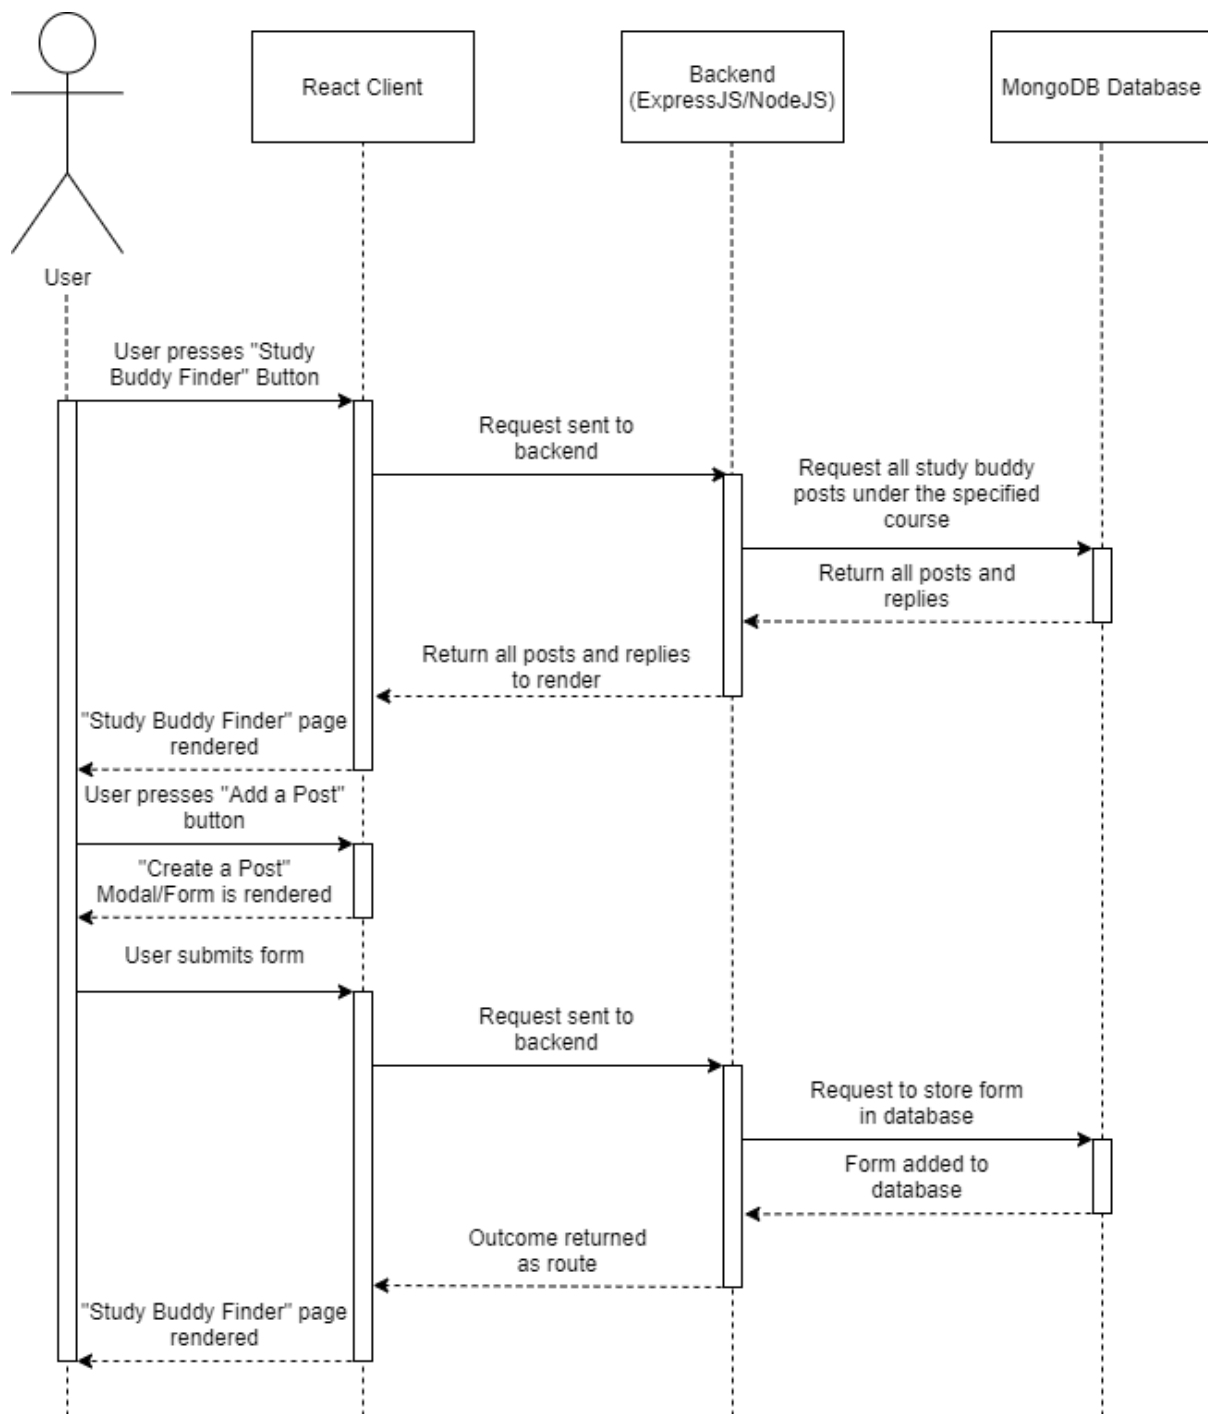 React Client
Backend
(ExpressJS/NodeJS)
MongoDB Database
User
User presses "Study
Buddy Finder" Button
Request sent to
backend
Request all study buddy
posts under the specified
course
Return all posts and
replies
Return all posts and replies
to render
"Study Buddy Finder" page
rendered
User presses "Add a Post"
button
"Create a Post"
Modal/Form is rendered
User submits form
Request sent to
backend
Request to store form
in database
Form added to
database
Outcome returned
as route
"Study Buddy Finder" page
rendered